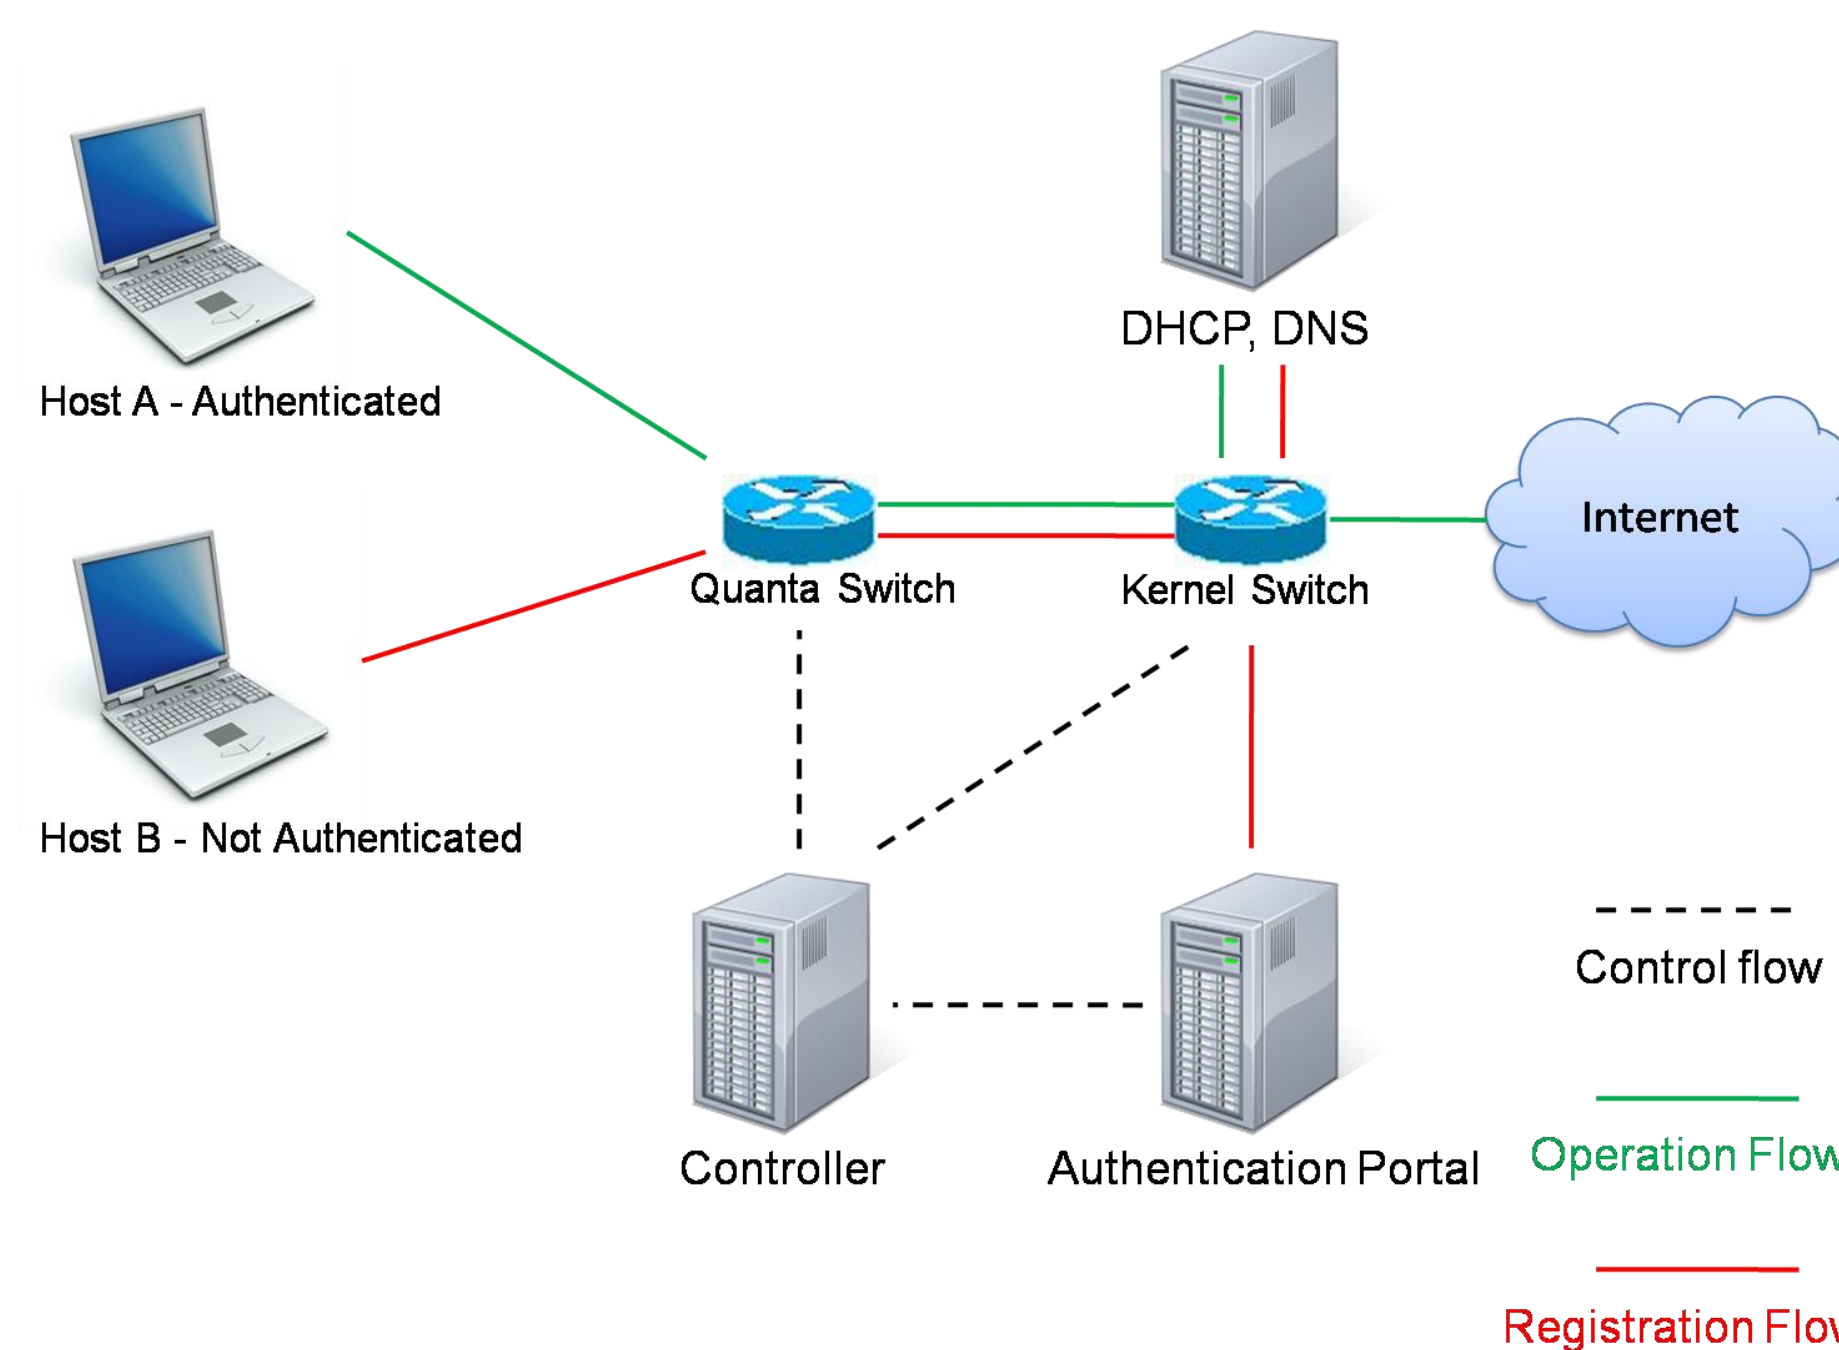 DHCP, DNS
Host A - Authenticated
Internet
Quanta Switch
Kernel Switch
Host B - Not Authenticated
Control flow
Controller
Authentication Portal
Operation Flow
Registration Flow